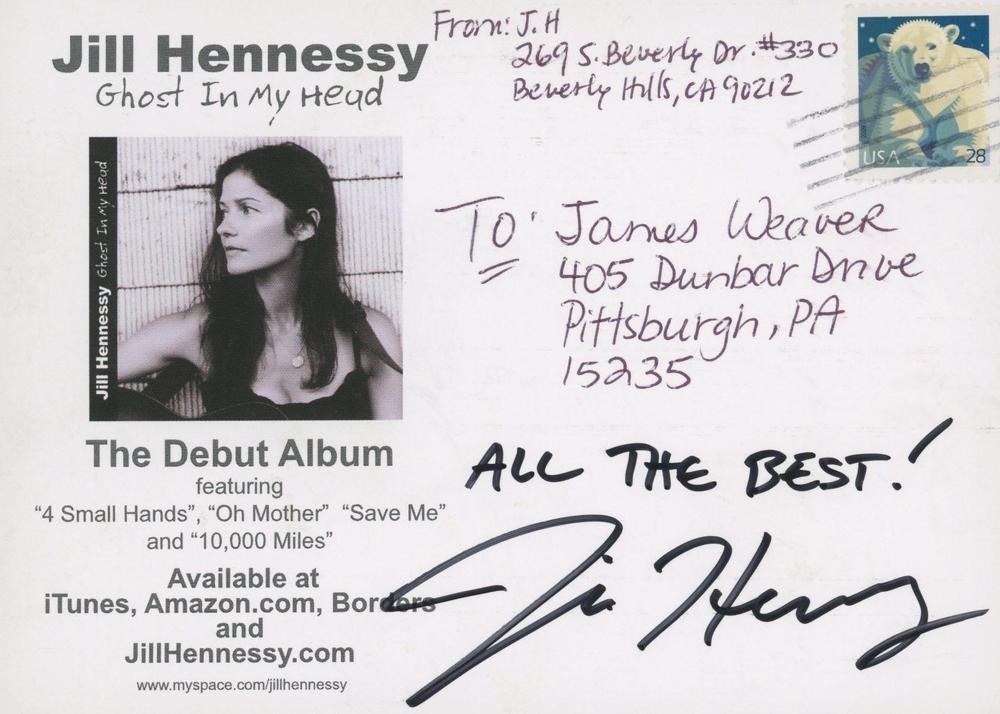 Jill Hennessy
Ghost In My Head
From: J.H
269 S. Beverly Dr. #330
Beverly Hills, CA 90212
USA 28
Jill Hennessy Ghost In My Head
To: James Weaver
405 Dunbar Drive
Pittsburgh, PA
15235
The Debut Album
featuring
“4 Small Hands”, “Oh Mother” “Save Me”
and “10,000 Miles”
Available at
iTunes, Amazon.com, Borders
and
JillHennessy.com
www.myspace.com/jillhennessy
ALL THE BEST!
Jill Hennessy